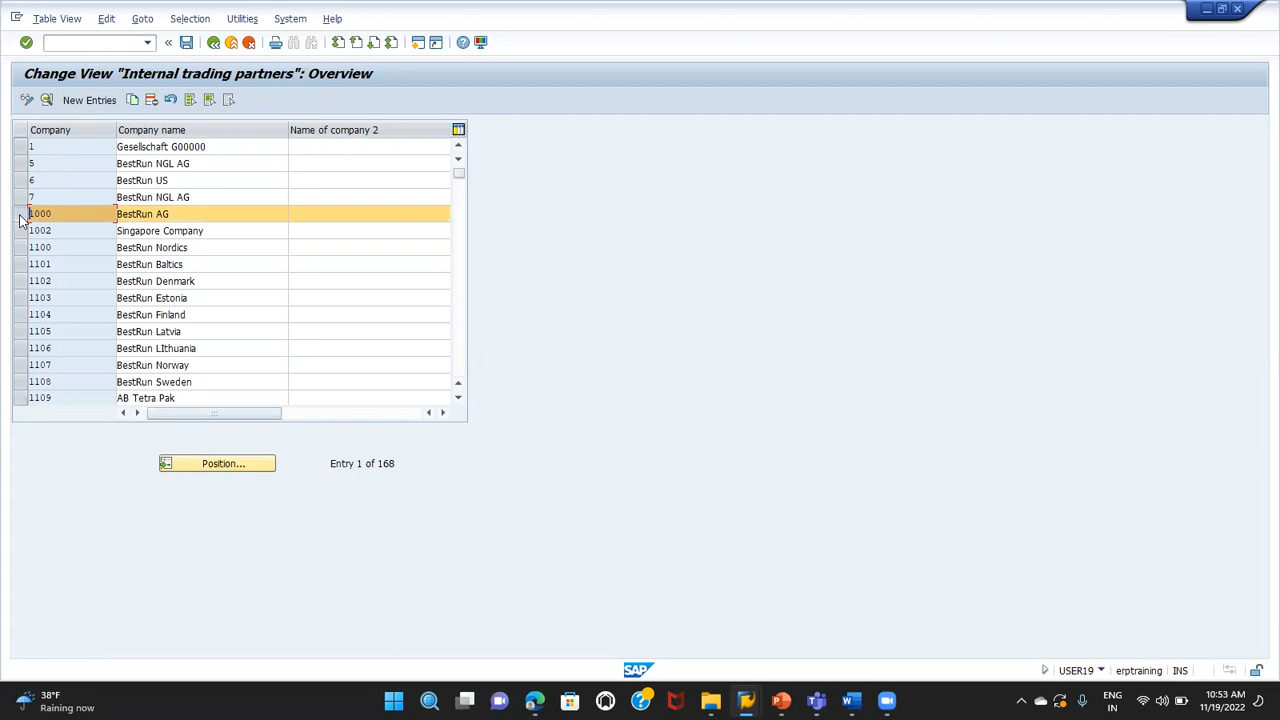 Table View Edit Goto Selection Utilities System Help
Change View "Internal trading partners": Overview
New Entries
Company Company name Name of company 2
1 Gesellschaft G00000
5 BestRun NGL AG
6 BestRun US
7 BestRun NGL AG
1000 BestRun AG
1002 Singapore Company
1100 BestRun Nordics
1101 BestRun Baltics
1102 BestRun Denmark
1103 BestRun Estonia
1104 BestRun Finland
1105 BestRun Latvia
1106 BestRun LIthuania
1107 BestRun Norway
1108 BestRun Sweden
1109 AB Tetra Pak
Position... Entry 1 of 168
SAP USER19 erptraining INS
38°F
Raining now
ENG
IN
10:53 AM
11/19/2022